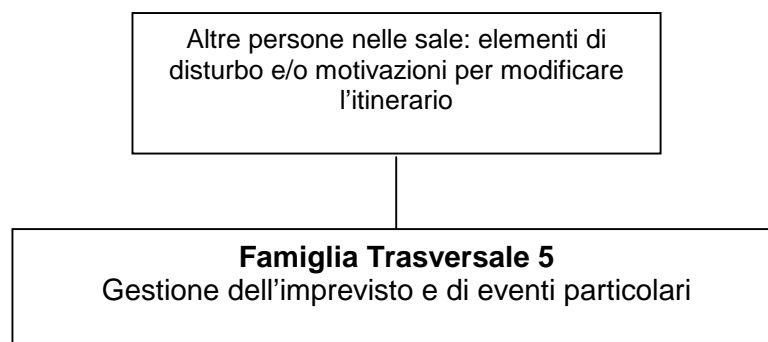 Altre persone nelle sale: elementi di
disturbo e/o motivazioni per modificare
l'itinerario
Famiglia Trasversale 5
Gestione dell'imprevisto e di eventi particolari